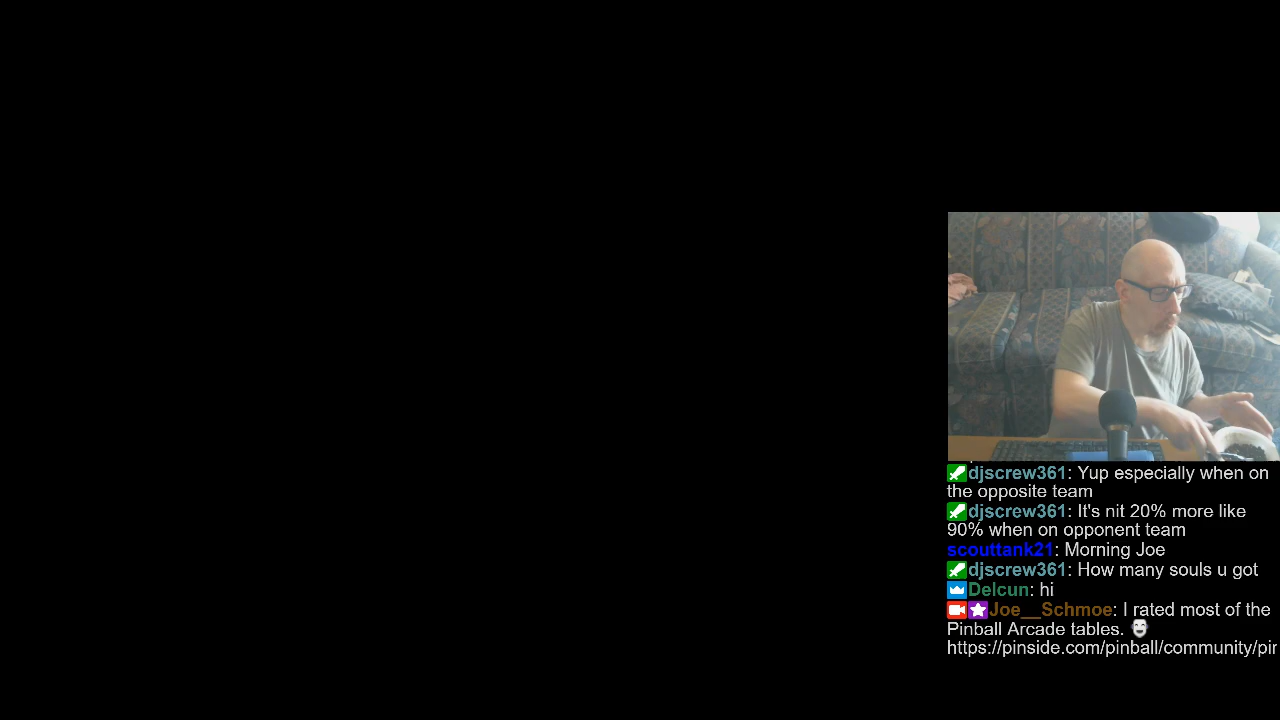 djscrew361: Yup especially when on
the opposite team
djscrew361: It's nit 20% more like
90% when on opponent team
scouttank21: Morning Joe
djscrew361: How many souls u got
Delcun: hi
Joe__Schmoe: I rated most of the
Pinball Arcade tables.
https://pinside.com/pinball/community/pin